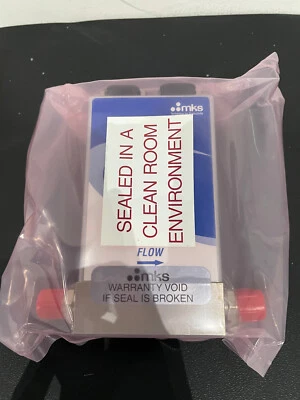 mks
SEALED IN A
CLEAN ROOM
ENVIRONMENT
FLOW
mks
WARRANTY VOID
IF SEAL IS BROKEN